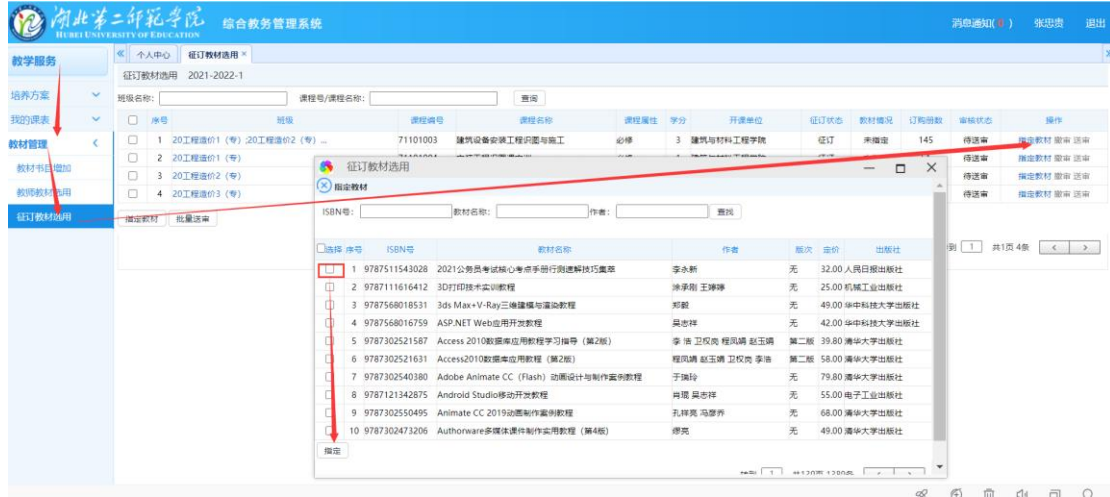 湖北第二师范学院 综合教务管理系统 消息通知( ) 张忠贵 退出
HUBEI UNIVERSITY OF EDUCATION
教学服务
培养方案
我的课表
教材管理
教材书目增加
教师教材选用
征订教材选用
个人中心 征订教材选用 ×
征订教材选用 2021-2022-1
班级名称: 课程号/课程名称: 查询
序号 班级 课程编号 课程名称 课程属性 学分 开课单位 征订状态 教材情况 订购册数 审核状态 操作
1 20工程造价1(专) ;20工程造价2(专) ... 71101003 建筑设备安装工程识图与施工 必修 3 建筑与材料工程学院 征订 未指定 145 待送审 指定教材 撤审 送审
2 20工程造价1(专) 待送审 指定教材 撤审 送审
3 20工程造价2(专) 待送审 指定教材 撤审 送审
4 20工程造价3(专) 待送审 指定教材 撤审 送审
指定教材 批量送审
到 1 共1页 4条 < >
征订教材选用
指定教材
ISBN号: 教材名称: 作者: 查找
选择 序号 ISBN号 教材名称 作者 版次 定价 出版社
1 9787511543028 2021公务员考试核心考点手册行测速解技巧集萃 李永新 无 32.00 人民日报出版社
2 9787111616412 3D打印技术实训教程 涂承刚 王婷婷 无 25.00 机械工业出版社
3 9787568018531 3ds Max+V-Ray三维建模与渲染教程 郑毅 无 49.00 华中科技大学出版社
4 9787568016759 ASP.NET Web应用开发教程 吴志祥 无 42.00 华中科技大学出版社
5 9787302521587 Access 2010数据库应用教程学习指导(第2版) 李 浩 卫权岗 程凤娟 赵玉娟 第二版 39.80 清华大学出版社
6 9787302521631 Access2010数据库应用教程(第2版) 程凤娟 赵玉娟 卫权岗 李浩 第二版 58.00 清华大学出版社
7 9787302540380 Adobe Animate CC(Flash)动画设计与制作案例教程 于瑞玲 无 79.80 清华大学出版社
8 9787121342875 Android Studio移动开发教程 肖琨 吴志祥 无 55.00 电子工业出版社
9 9787302550495 Animate CC 2019动画制作案例教程 孔祥亮 冯彦乔 无 68.00 清华大学出版社
10 9787302473206 Authorware多媒体课件制作实用教程(第4版) 缪亮 无 49.00 清华大学出版社
指定